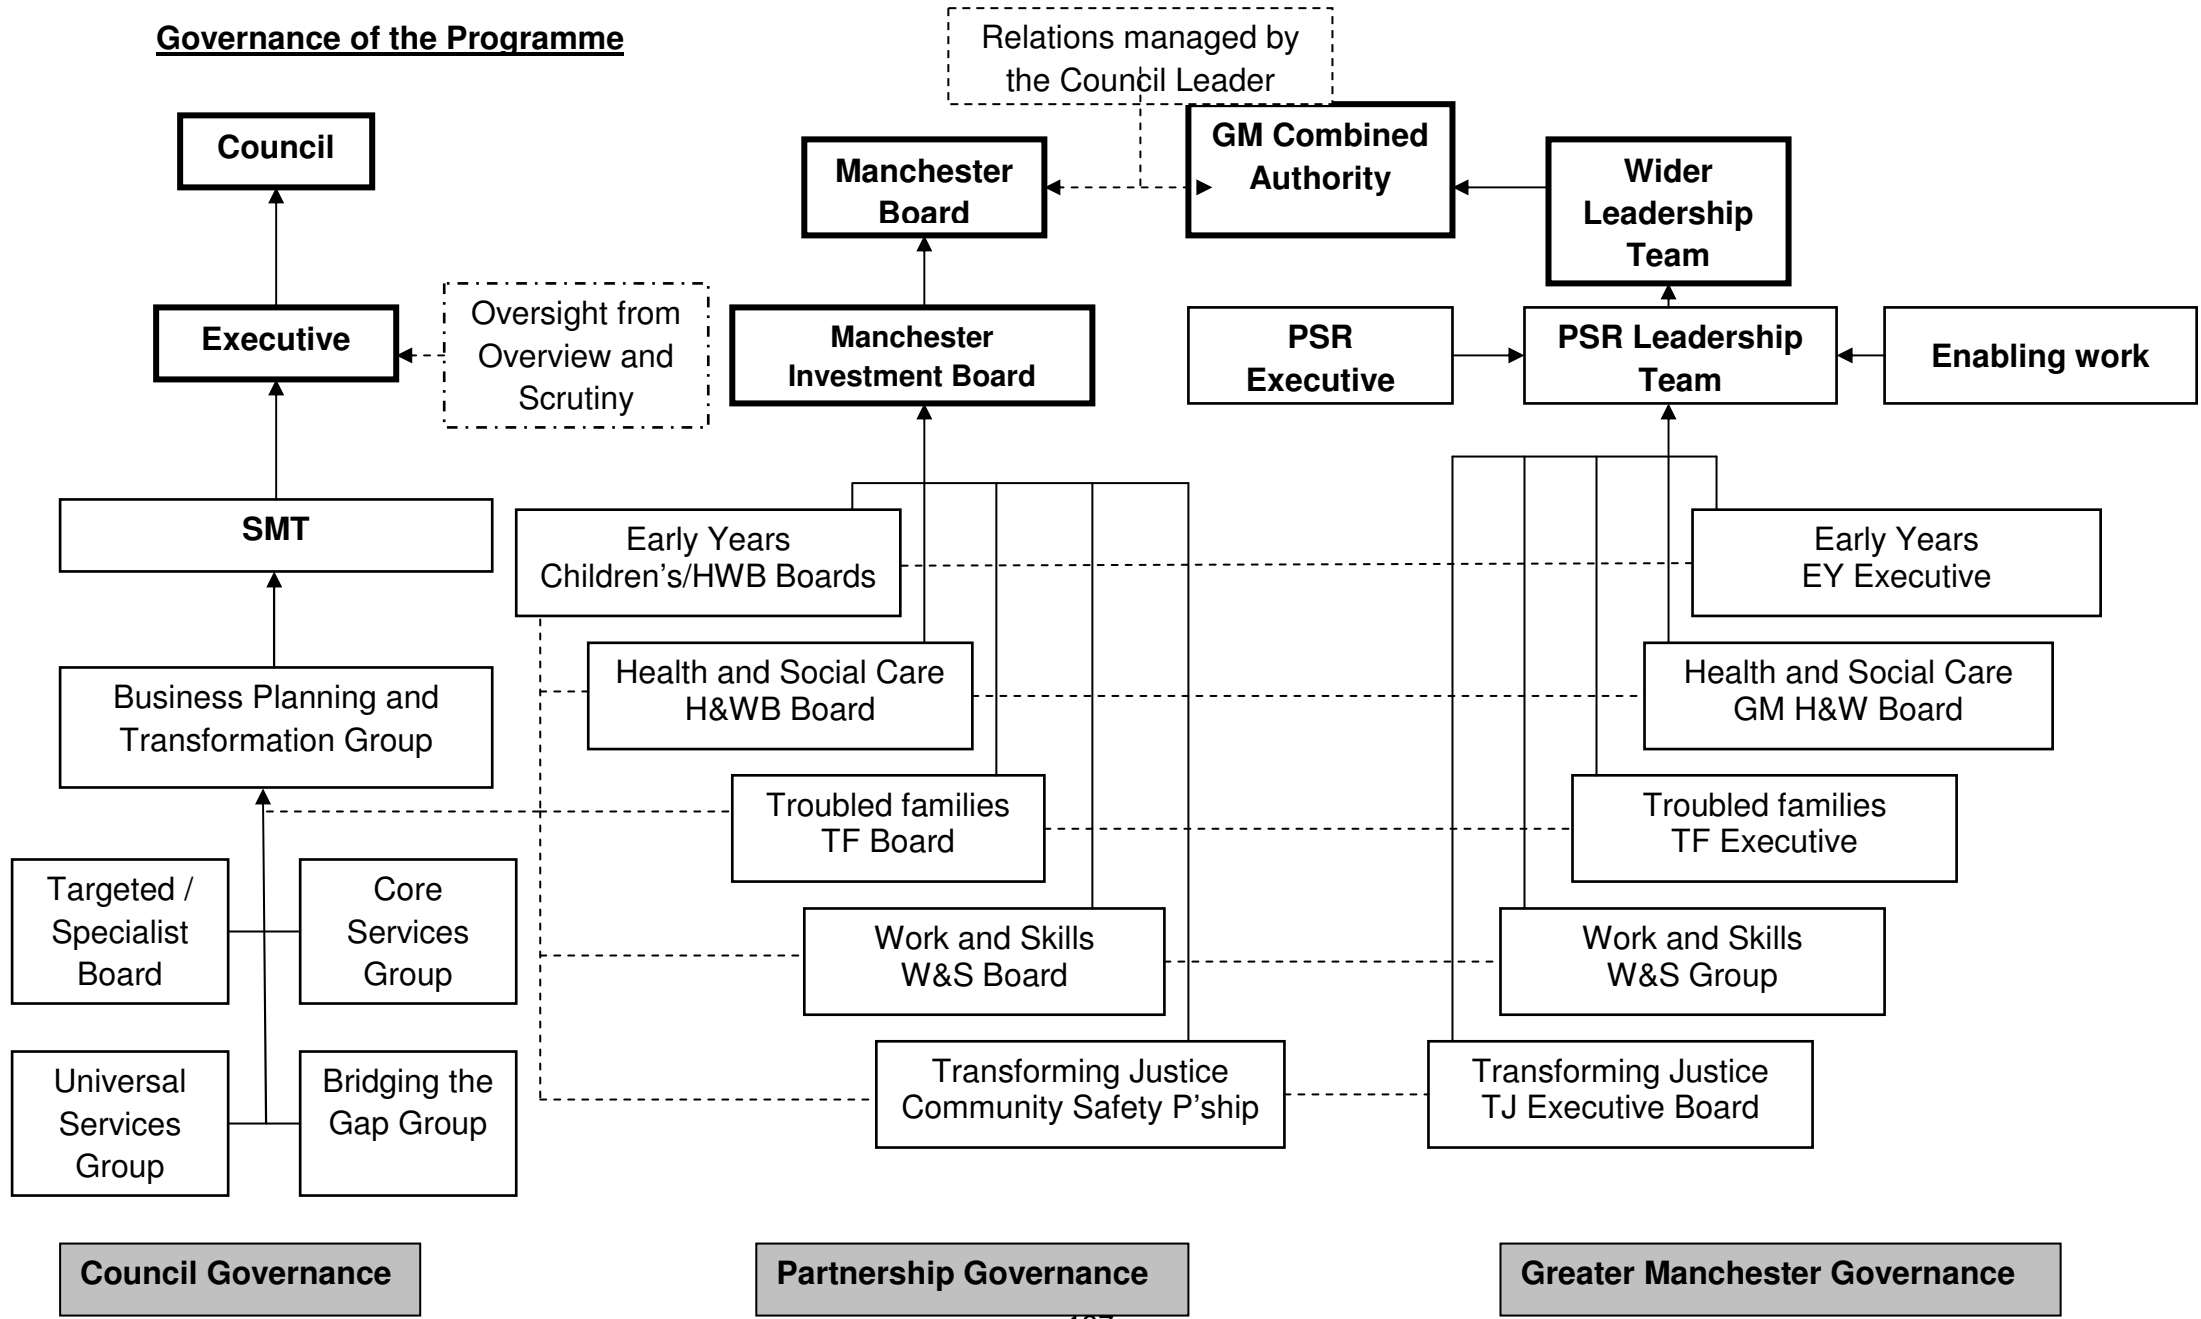 Governance of the Programme
Relations managed by
the Council Leader
Council
Manchester
Board
GM Combined
Authority
Wider
Leadership
Team
Executive
Oversight from
Overview and
Scrutiny
Manchester
Investment Board
PSR
Executive
PSR Leadership
Team
Enabling work
SMT
Early Years
Children's/HWB Boards
Early Years
EY Executive
Business Planning and
Transformation Group
Health and Social Care
H&WB Board
Health and Social Care
GM H&W Board
Troubled families
TF Board
Troubled families
TF Executive
Targeted /
Specialist
Board
Core
Services
Group
Work and Skills
W&S Board
Work and Skills
W&S Group
Universal
Services
Group
Bridging the
Gap Group
Transforming Justice
Community Safety P'ship
Transforming Justice
TJ Executive Board
Council Governance
Partnership Governance
Greater Manchester Governance